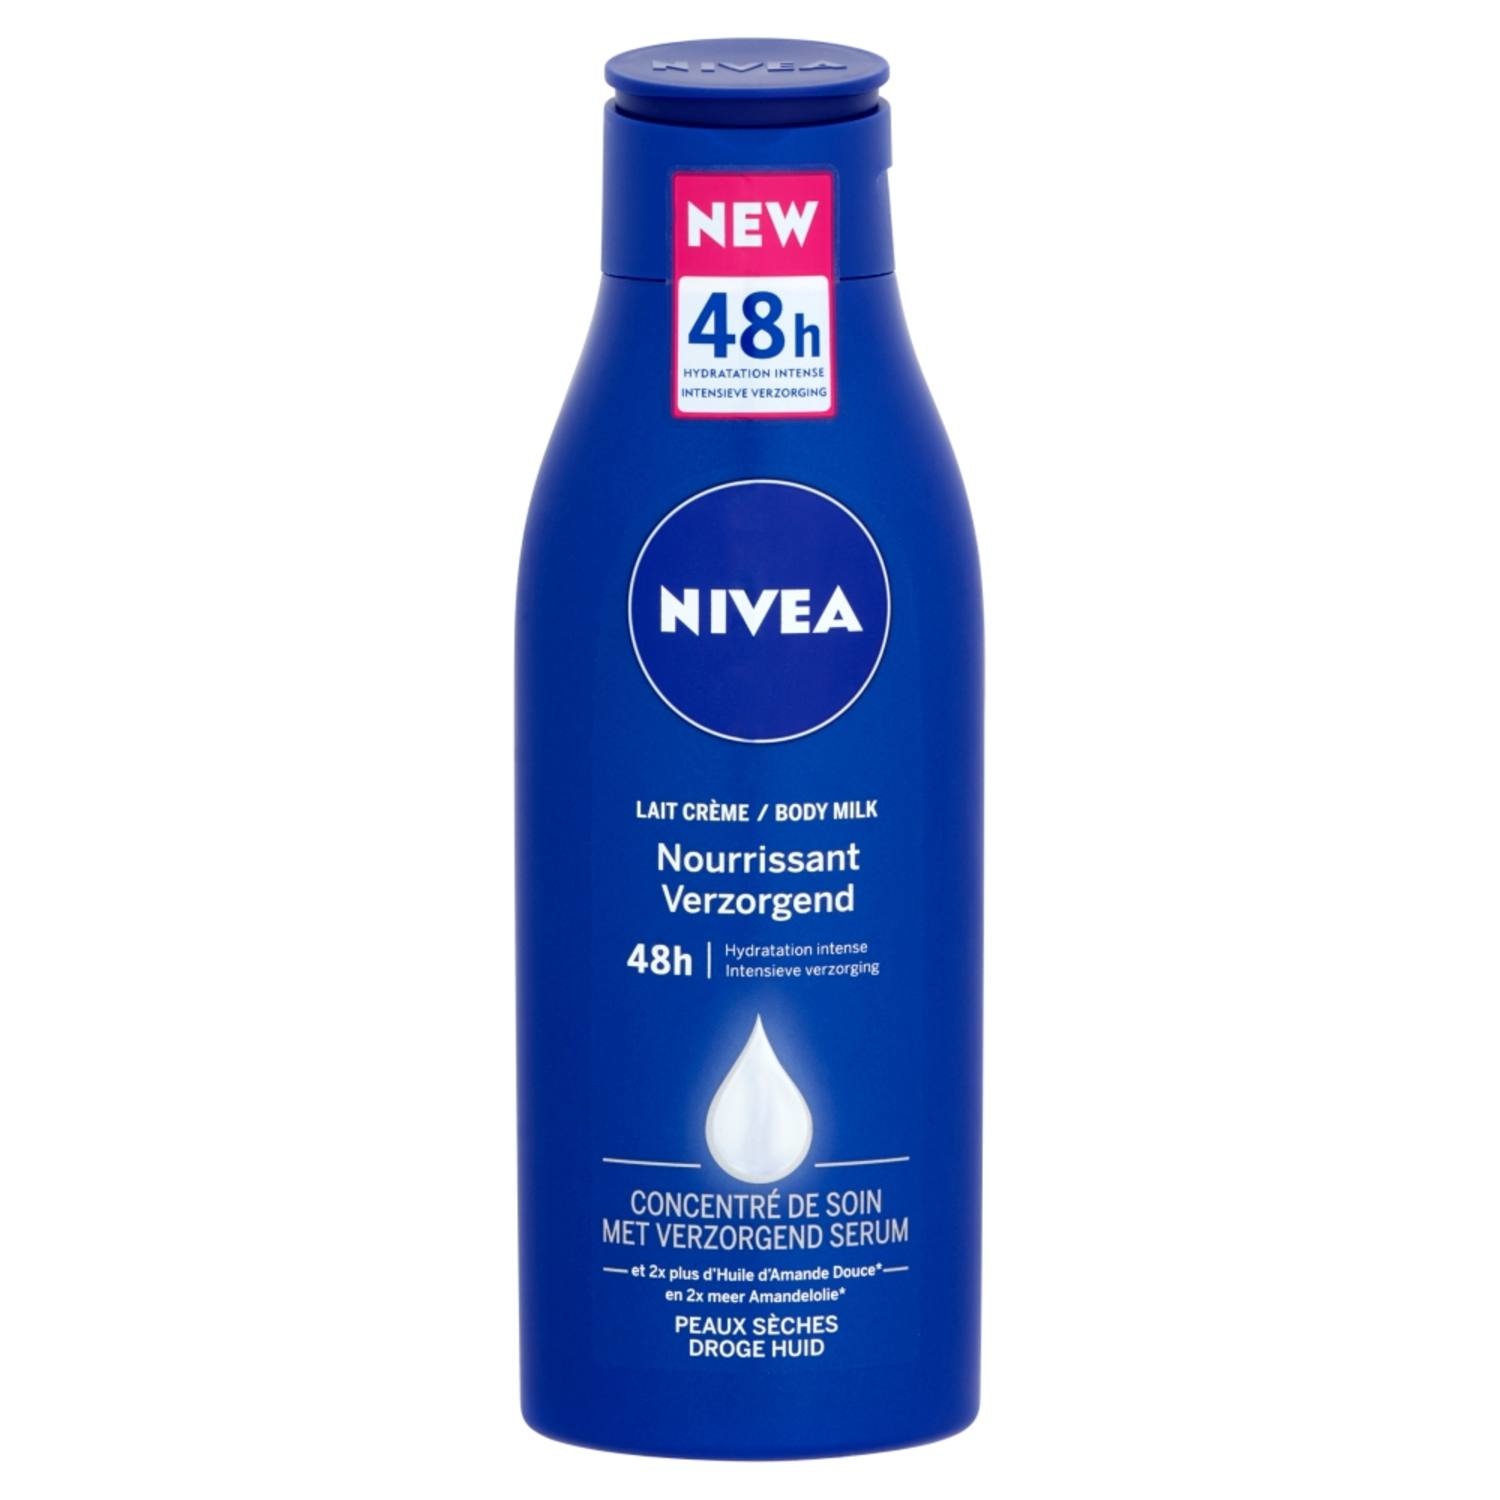 NIVEA
NEW
48h
HYDRATATION INTENSE
INTENSIEVE VERZORGING
NIVEA
LAIT CRÈME / BODY MILK
Nourrissant
Verzorgend
48h | Hydratation intense
Intensieve verzorging
CONCENTRÉ DE SOIN
MET VERZORGEND SERUM
et 2x plus d'Huile d'Amande Douce*
en 2x meer Amandelolie*
PEAUX SÈCHES
DROGE HUID